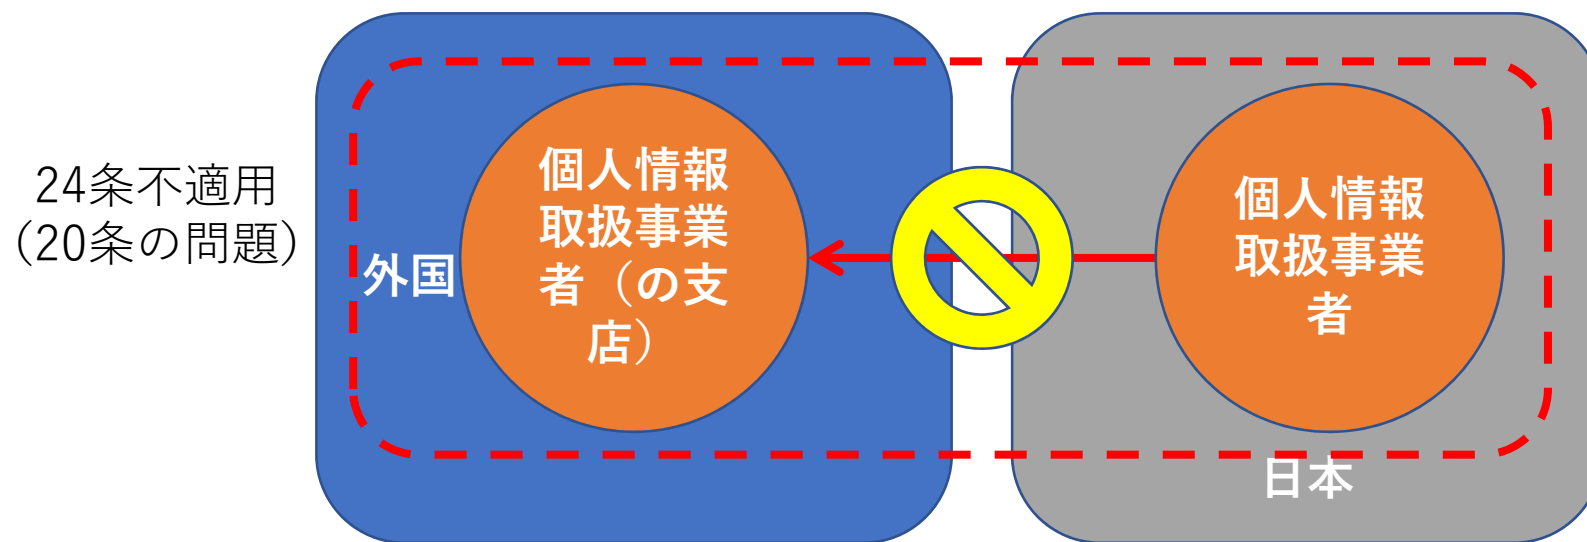 24条不適用
（20条の問題）
外国
個人情報
取扱事業
者（の支
店）
個人情報
取扱事業
者
日本